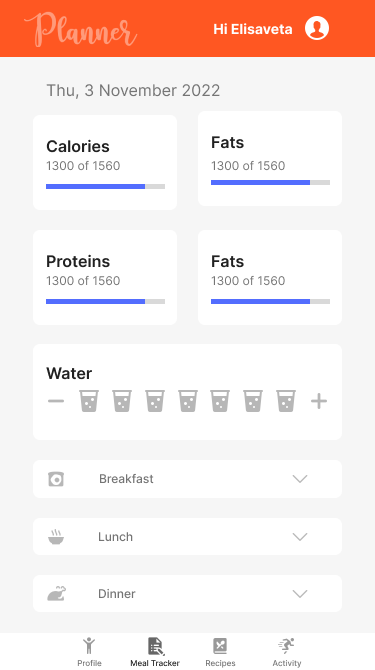 Planner
Hi Elisaveta
Thu, 3 November 2022
Calories
1300 of 1560
Fats
1300 of 1560
Proteins
1300 of 1560
Fats
1300 of 1560
Water
Breakfast
Lunch
Dinner
Profile
Meal Tracker
Recipes
Activity